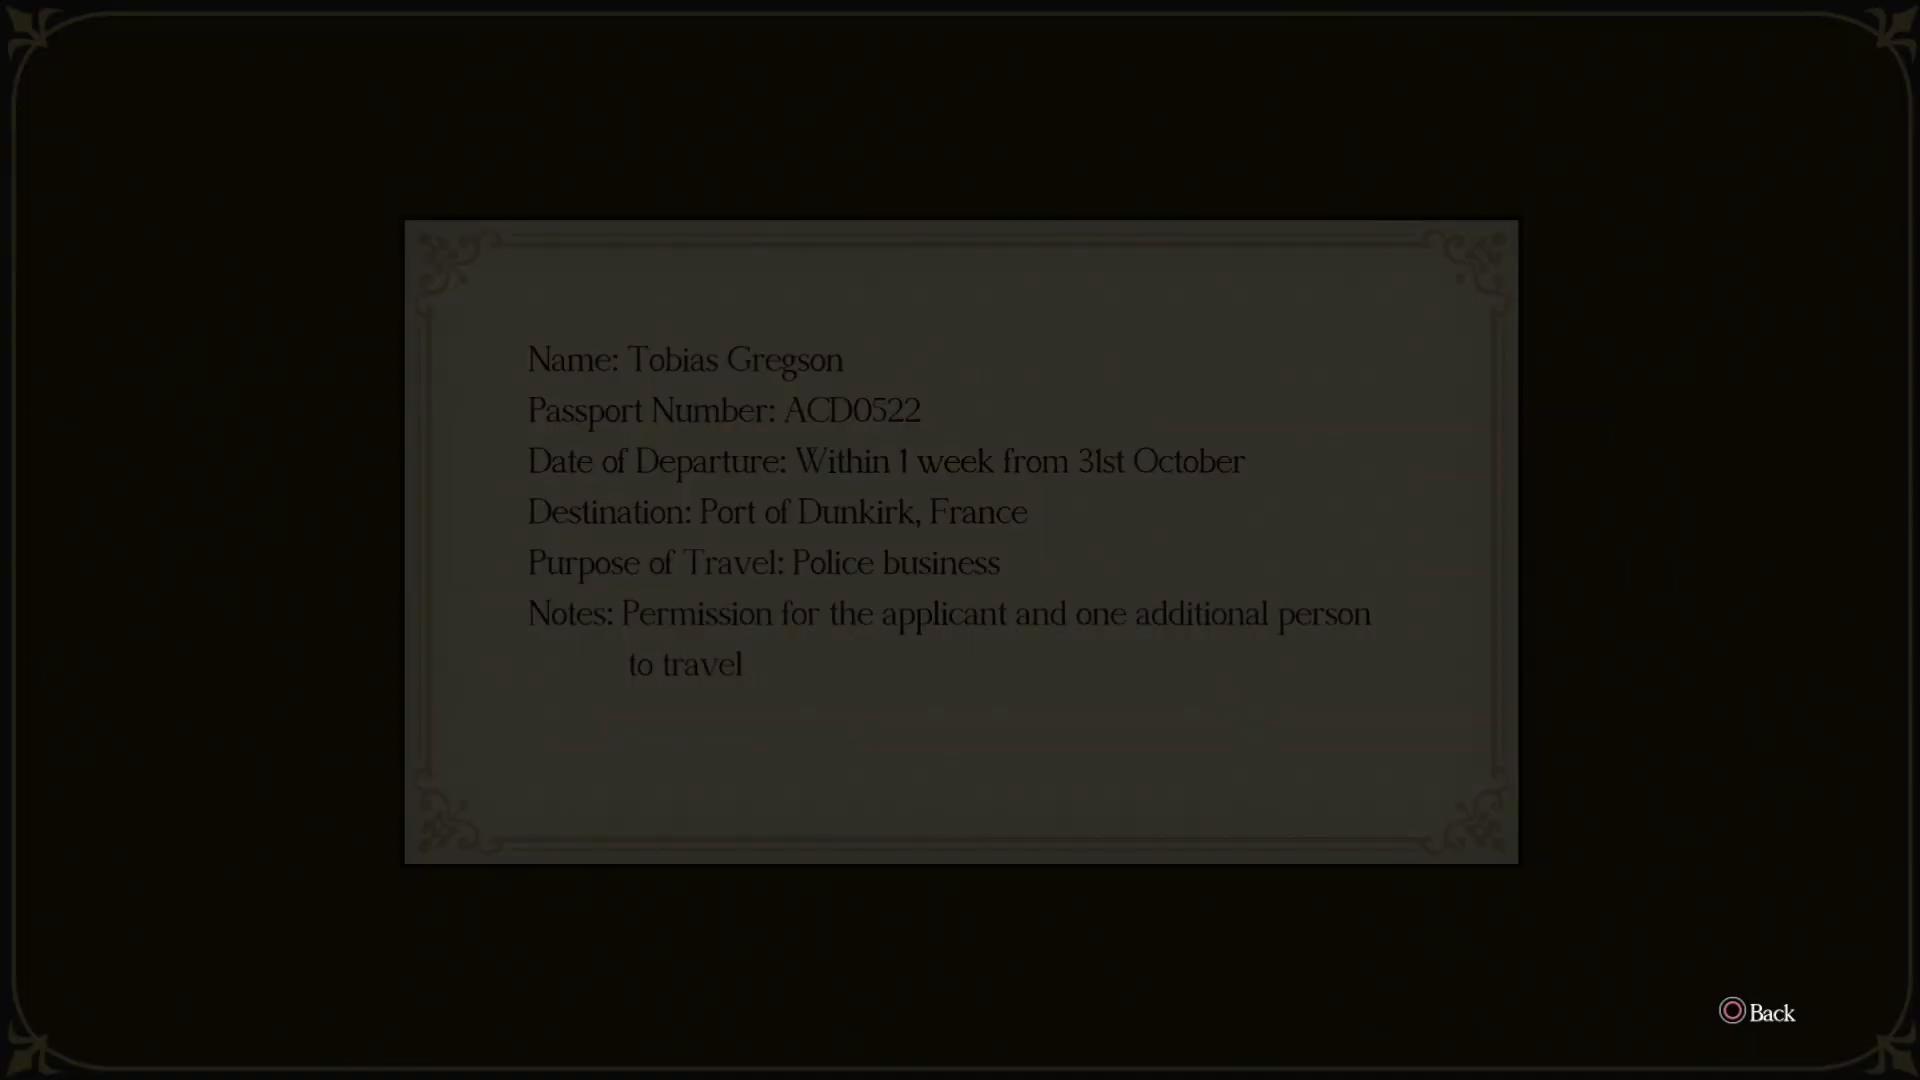 Name: Tobias Gregson
Passport Number: ACD0522
Date of Departure: Within 1 week from 31st October
Destination: Port of Dunkirk, France
Purpose of Travel: Police business
Notes: Permission for the applicant and one additional person
to travel
Back